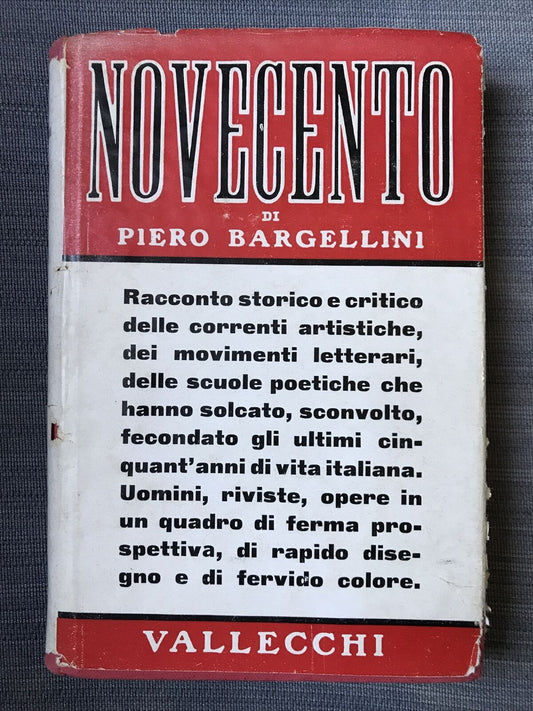 NOVECENTO
DI
PIERO BARGELLINI
Racconto storico e critico
delle correnti artistiche,
dei movimenti letterari,
delle scuole poetiche che
hanno solcato, sconvolto,
fecondato gli ultimi cin-
quant'anni di vita italiana.
Uomini, riviste, opere in
un quadro di ferma pro-
spettiva, di rapido dise-
gno e di fervido colore.
VALLECCHI